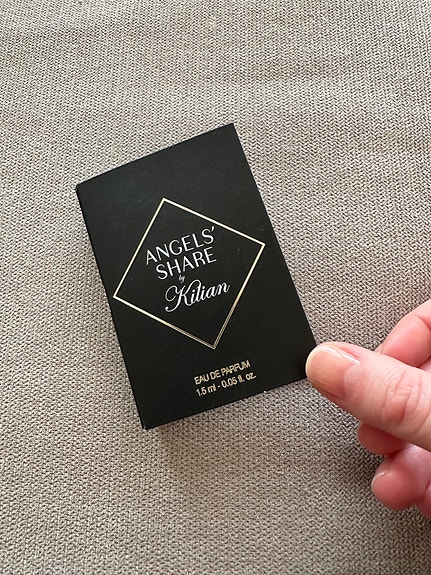 ANGELS'
SHARE
by
Kilian
EAU DE PARFUM
1.5 ml - 0.05 fl. oz.